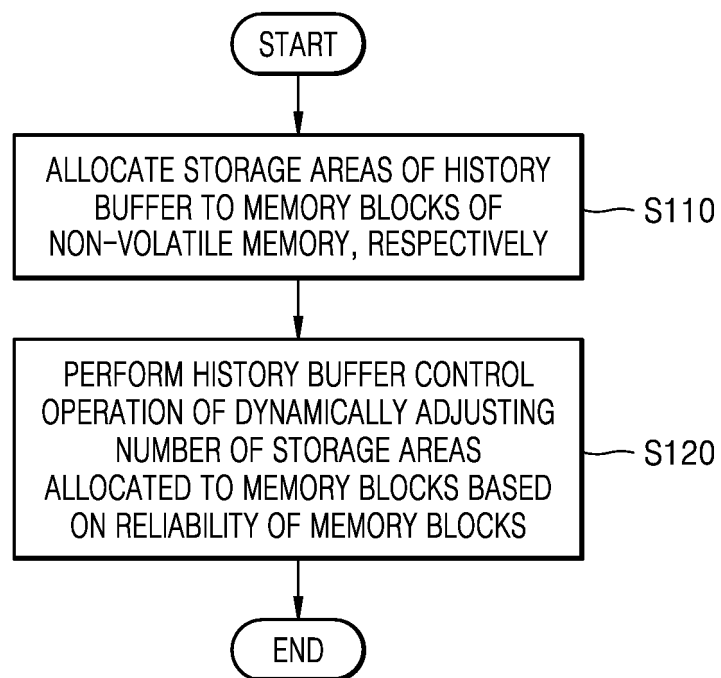 START
ALLOCATE STORAGE AREAS OF HISTORY
BUFFER TO MEMORY BLOCKS OF
NON-VOLATILE MEMORY, RESPECTIVELY
S110
PERFORM HISTORY BUFFER CONTROL
OPERATION OF DYNAMICALLY ADJUSTING
NUMBER OF STORAGE AREAS
ALLOCATED TO MEMORY BLOCKS BASED
ON RELIABILITY OF MEMORY BLOCKS
S120
END